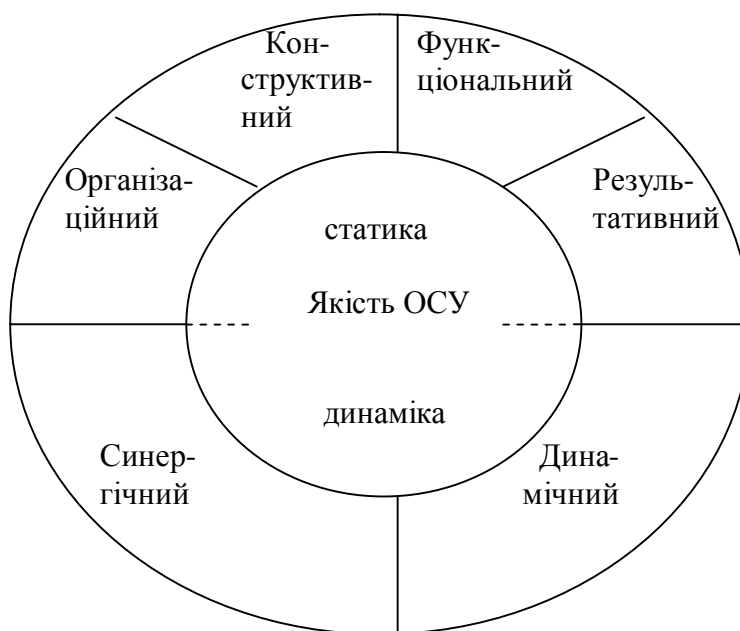 Кон-
структив-
ний
Функ-
ціональний
Організа-
ційний
Резуль-
тативний
статика
Якість ОСУ
динаміка
Синер-
гічний
Дина-
мічний